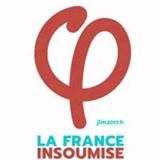 φ
jlm2017.fr
LA FRANCE
INSOUMISE